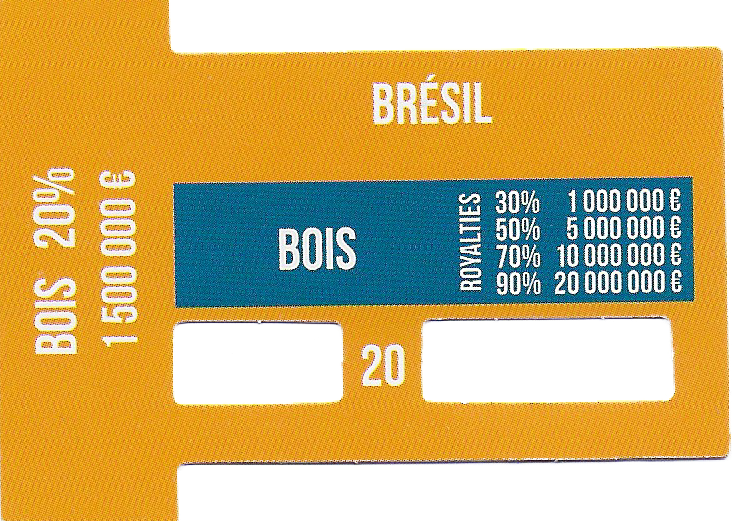 BRÉSIL
BOIS 20%
1 500 000 €
BOIS
ROYALTIES
30% 1 000 000 €
50% 5 000 000 €
70% 10 000 000 €
90% 20 000 000 €
20